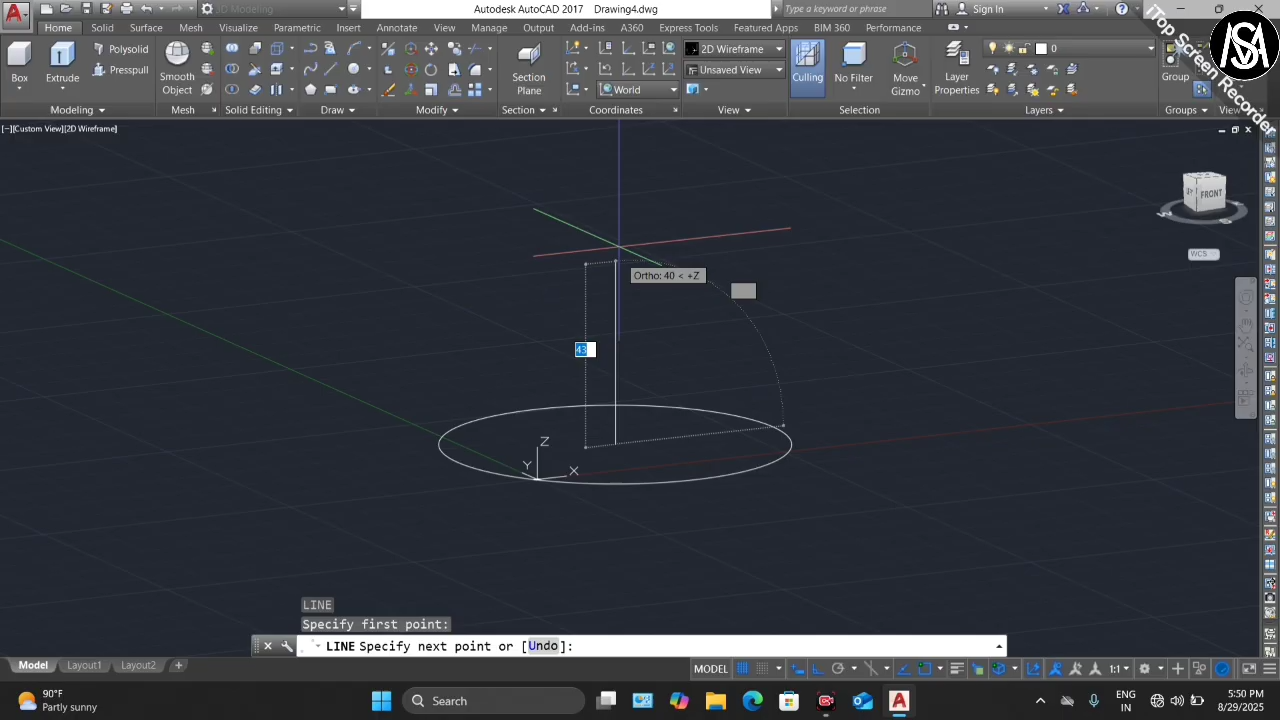 Autodesk AutoCAD 2017 Drawing4.dwg
3D Modeling
Type a keyword or phrase
Sign In
iTop Screen Recorder
Home Solid Surface Mesh Visualize Parametric Insert Annotate View Manage Output Add-ins A360 Express Tools Featured Apps BIM 360 Performance
Box
Extrude
Polysolid
Presspull
Smooth
Object
Section
Plane
World
2D Wireframe
Unsaved View
Culling
No Filter
Move
Gizmo
Layer
Properties
0
Group
Modeling
Mesh
Solid Editing
Draw
Modify
Section
Coordinates
View
Selection
Layers
Groups
View
[–][Custom View][2D Wireframe]
FRONT
WCS
Ortho: 40 < +Z
43
Z
Y
X
LINE
Specify first point:
LINE Specify next point or [Undo]:
Model Layout1 Layout2 +
MODEL
1:1
90°F
Partly sunny
Search
ENG
IN
5:50 PM
8/29/2025